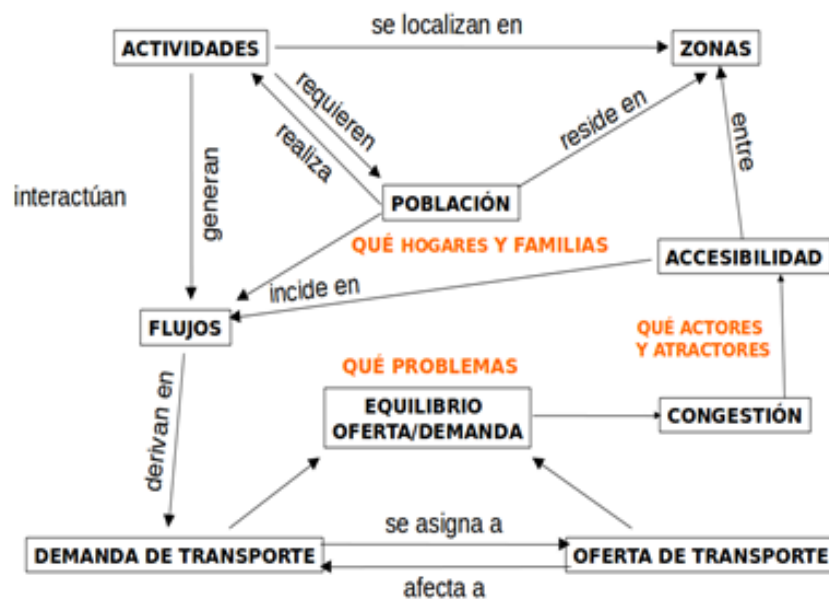 se localizan en
ACTIVIDADES
ZONAS
requieren
realiza
reside en
entre
interactúan
generan
POBLACIÓN
QUÉ HOGARES Y FAMILIAS
ACCESIBILIDAD
incide en
FLUJOS
QUÉ ACTORES
Y ATRACTORES
QUÉ PROBLEMAS
EQUILIBRIO
OFERTA/DEMANDA
CONGESTIÓN
derivan en
se asigna a
DEMANDA DE TRANSPORTE
OFERTA DE TRANSPORTE
afecta a